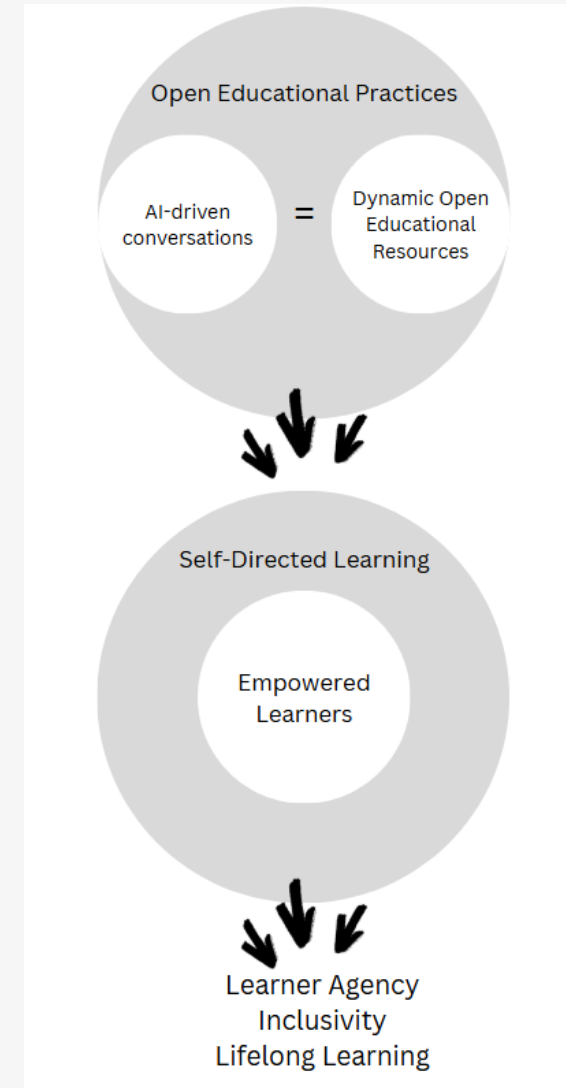 Open Educational Practices
AI-driven
conversations
=
Dynamic Open
Educational
Resources
Self-Directed Learning
Empowered
Learners
Learner Agency
Inclusivity
Lifelong Learning